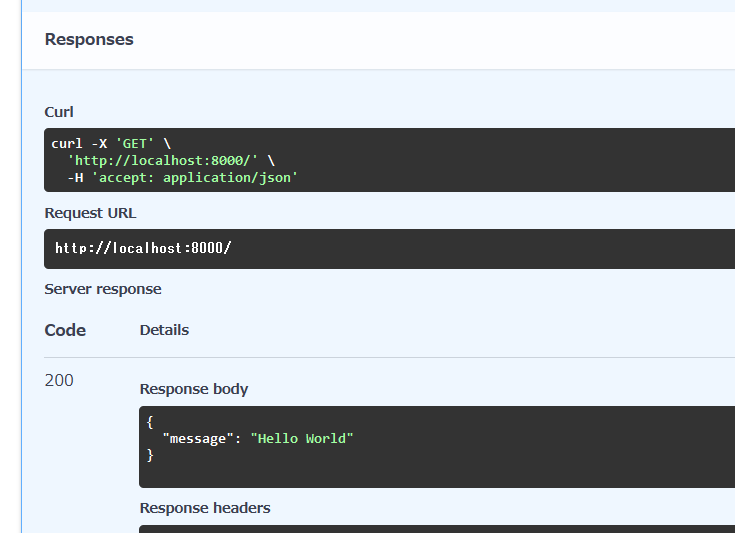 Responses
Curl
curl -X 'GET' \
'http://localhost:8000/' \
-H 'accept: application/json'
Request URL
http://localhost:8000/
Server response
Code Details
200
Response body
{
"message": "Hello World"
}
Response headers